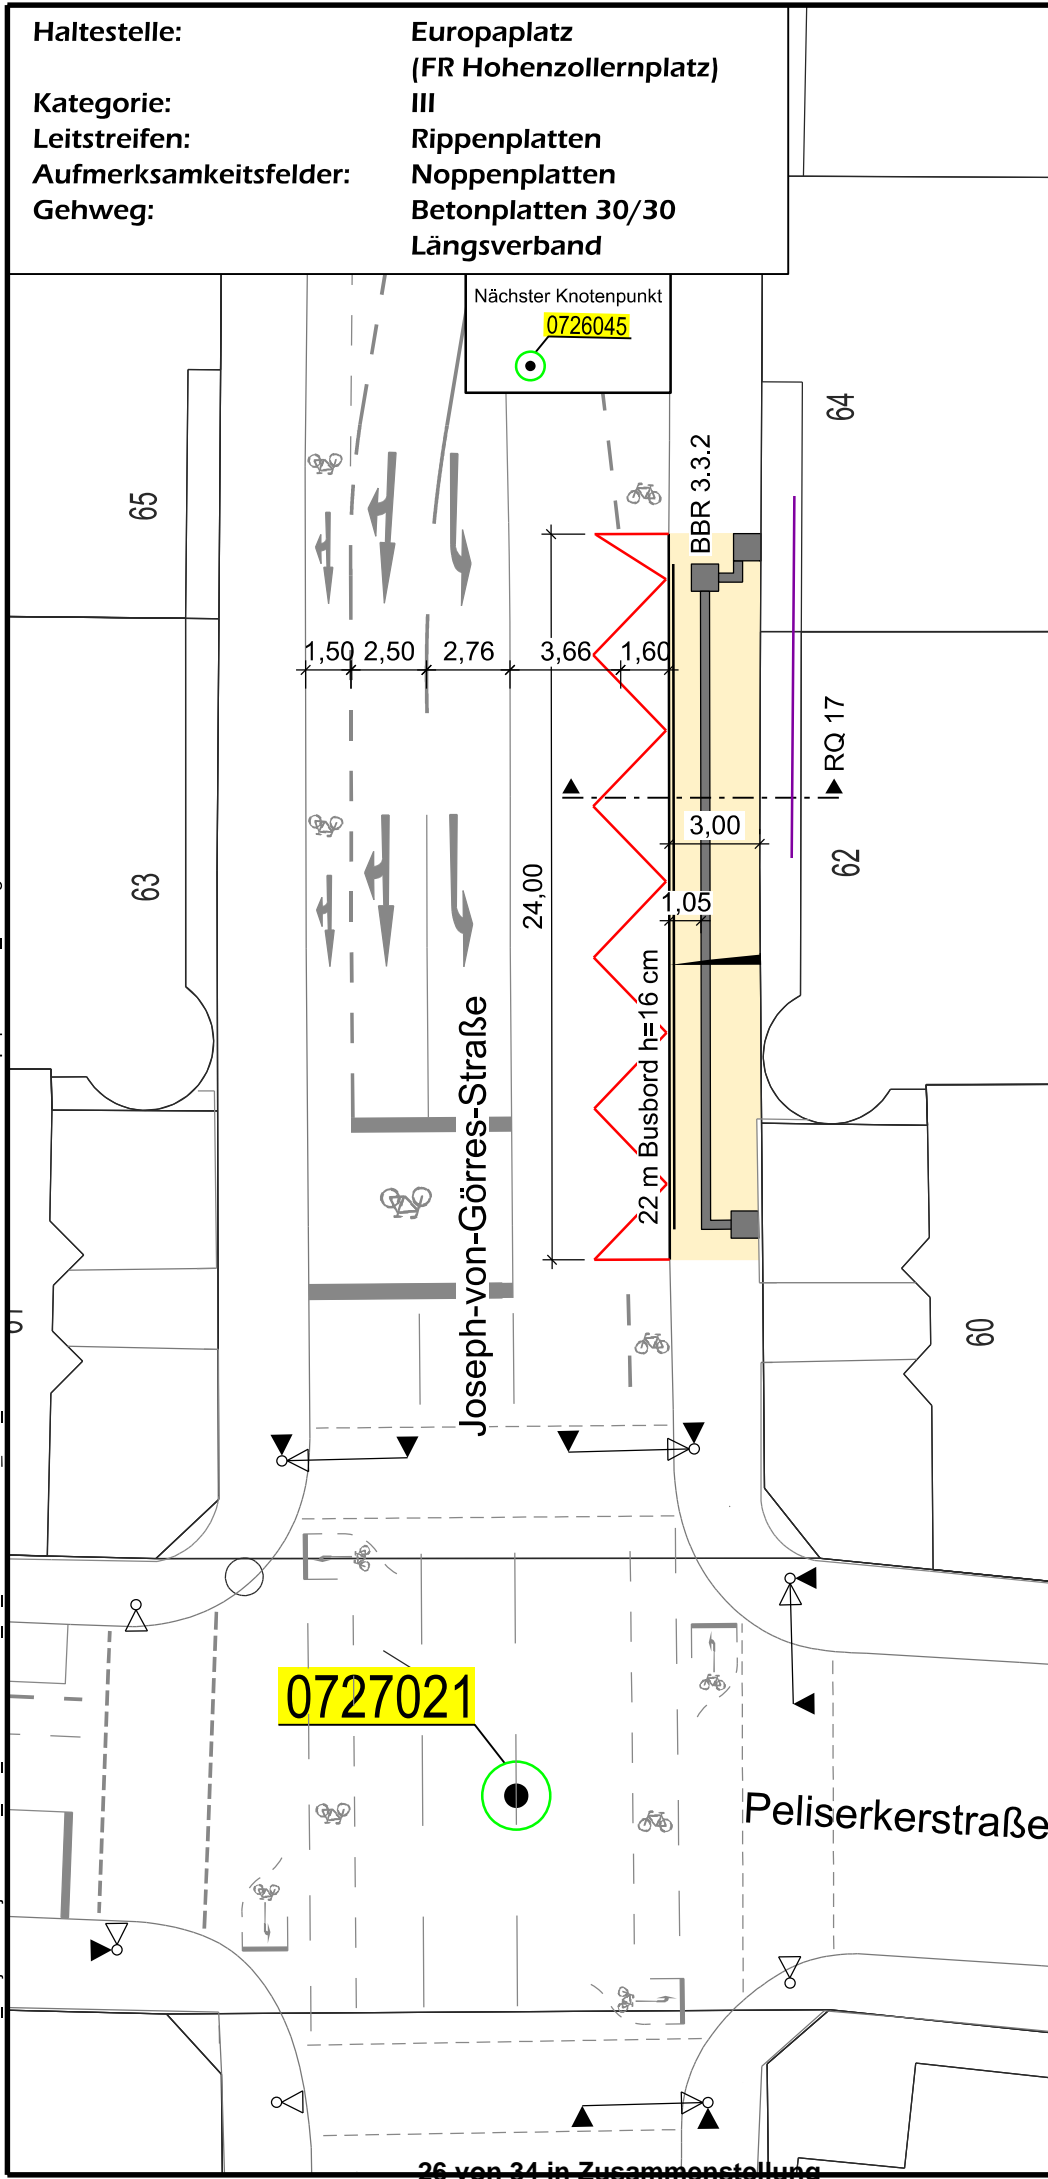 Haltestelle: Europaplatz
(FR Hohenzollernplatz)
Kategorie: III
Leitstreifen: Rippenplatten
Aufmerksamkeitsfelder: Noppenplatten
Gehweg: Betonplatten 30/30
Längsverband
Nächster Knotenpunkt
0726045
64
65
BBR 3.3.2
1,50 2,50 2,76 3,66 1,60
RQ 17
3,00
62
63
24,00
1,05
22 m Busbord h=16 cm
Joseph-von-Görres-Straße
60
0727021
Peliserkerstraße
26 von 34 in Zusammenstellung